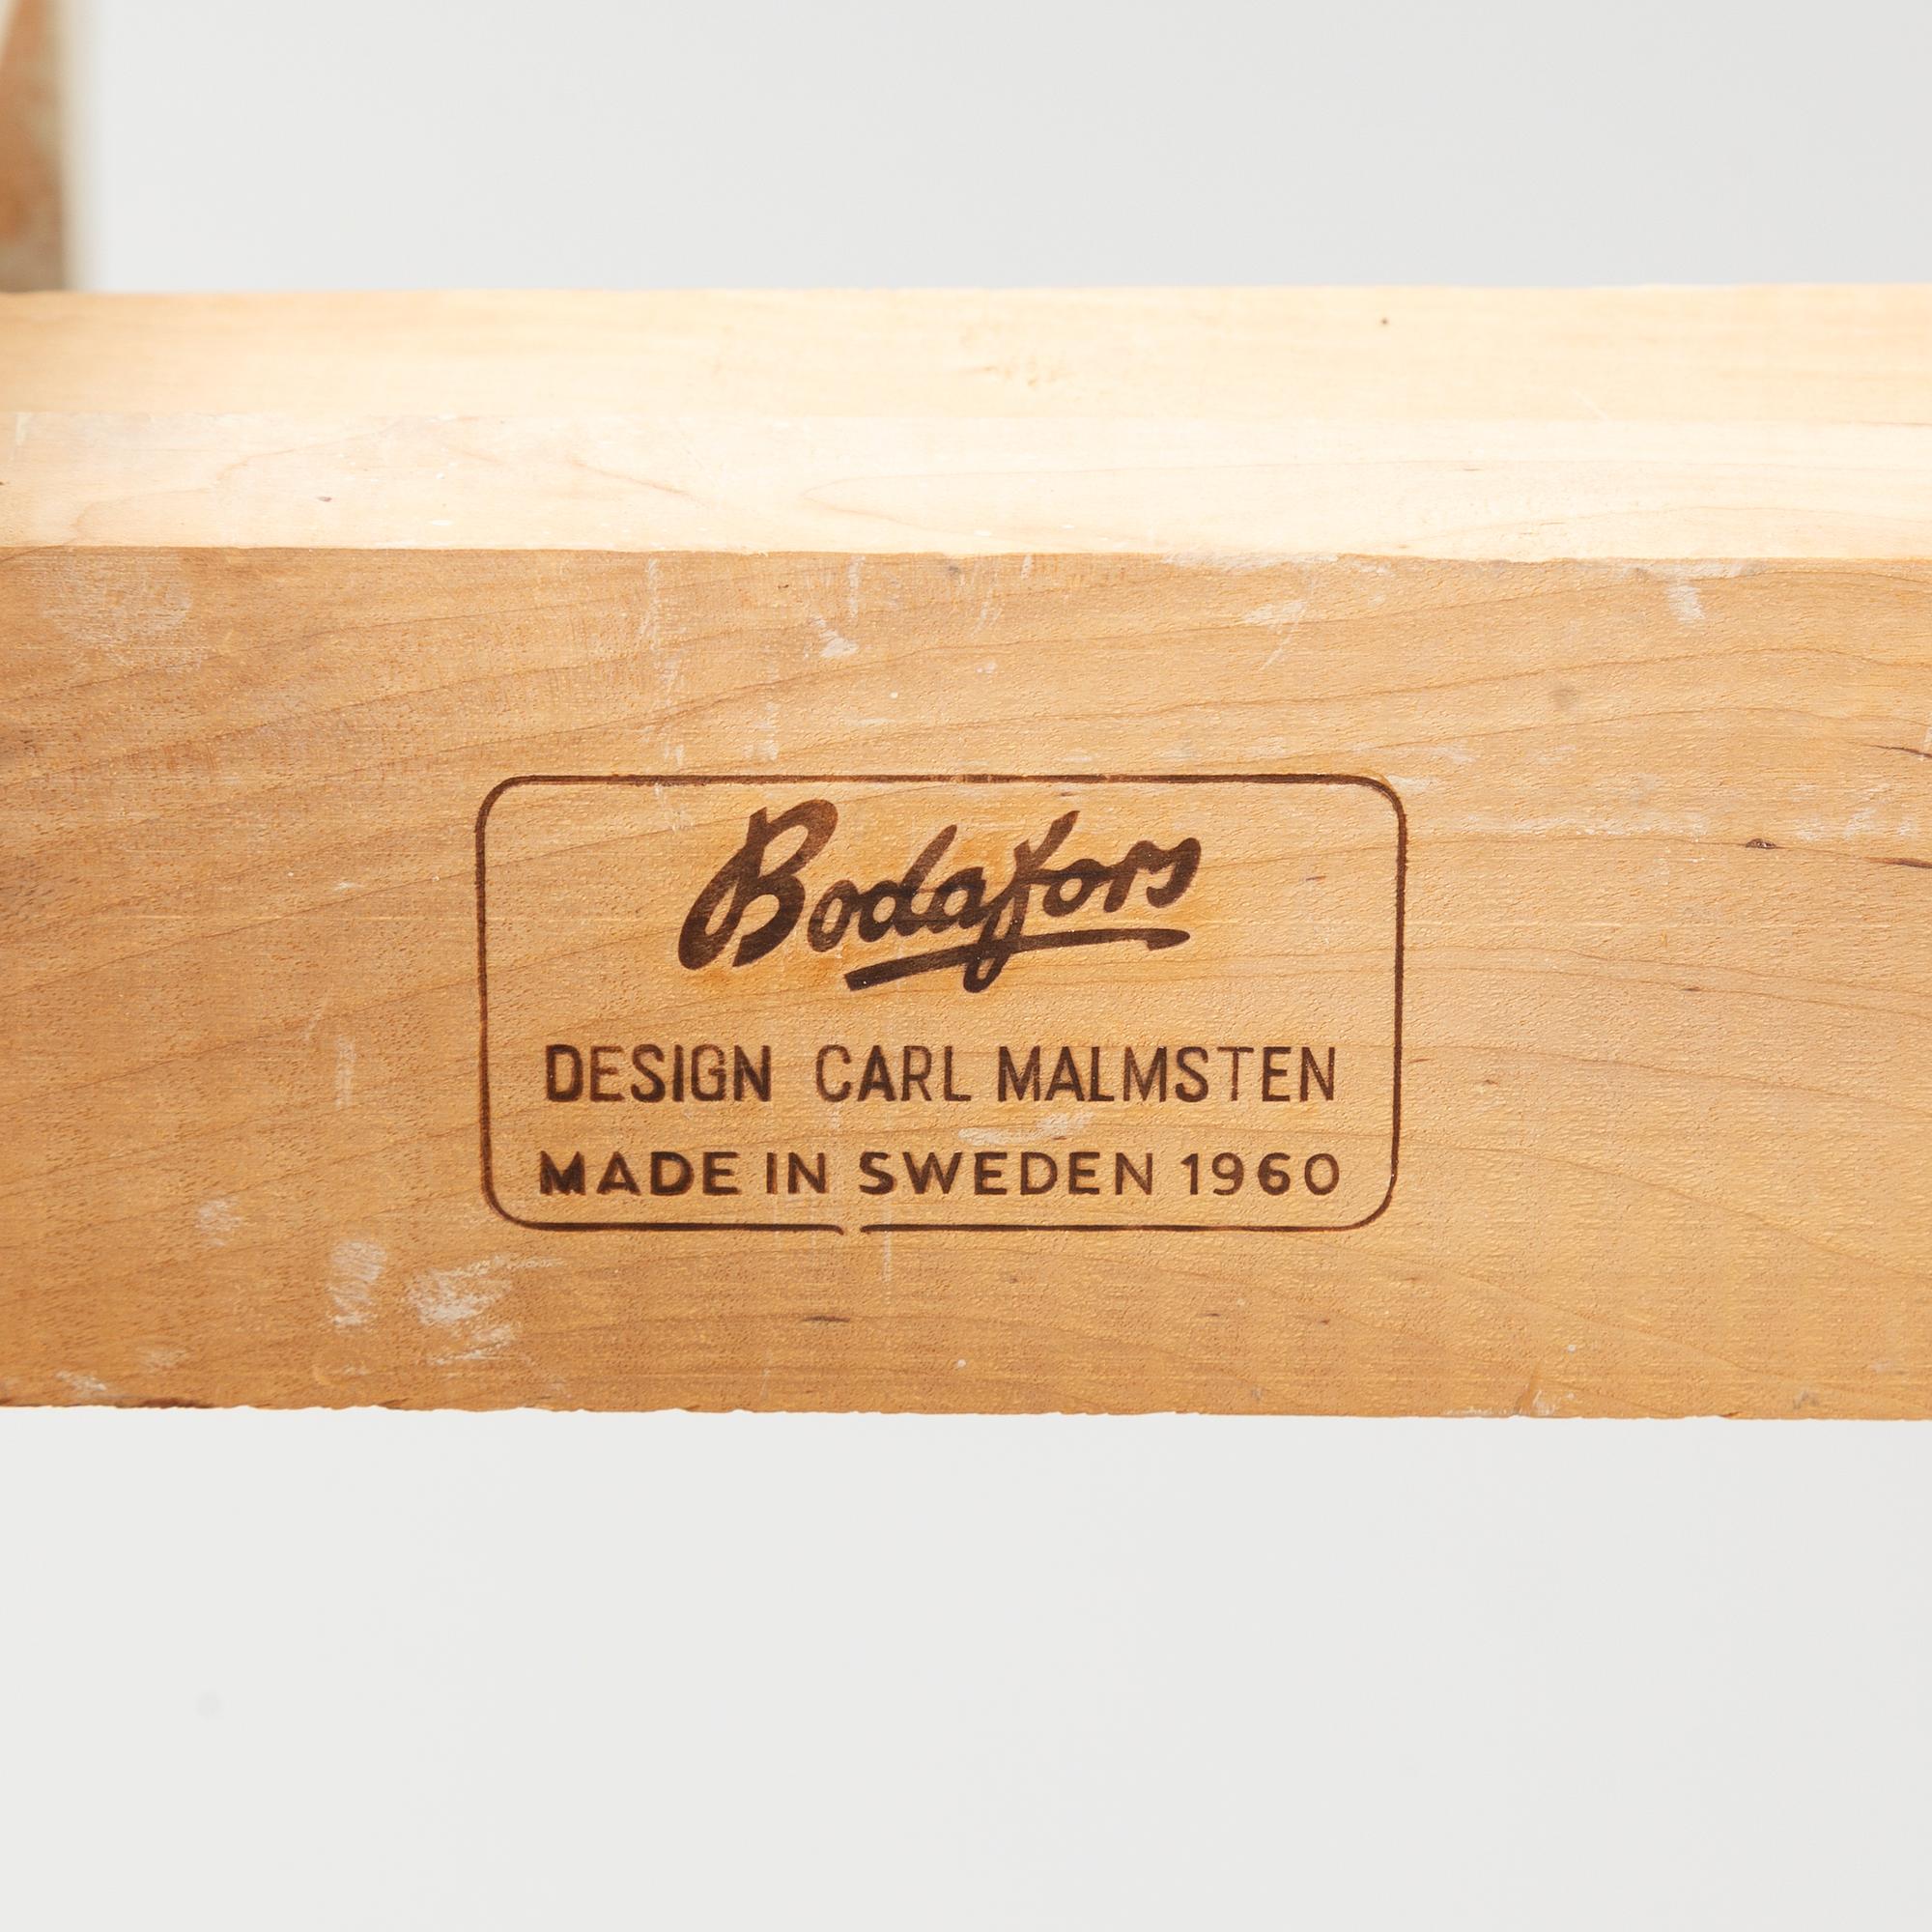 Bodafors
DESIGN CARL MALMSTEN
MADE IN SWEDEN 1960